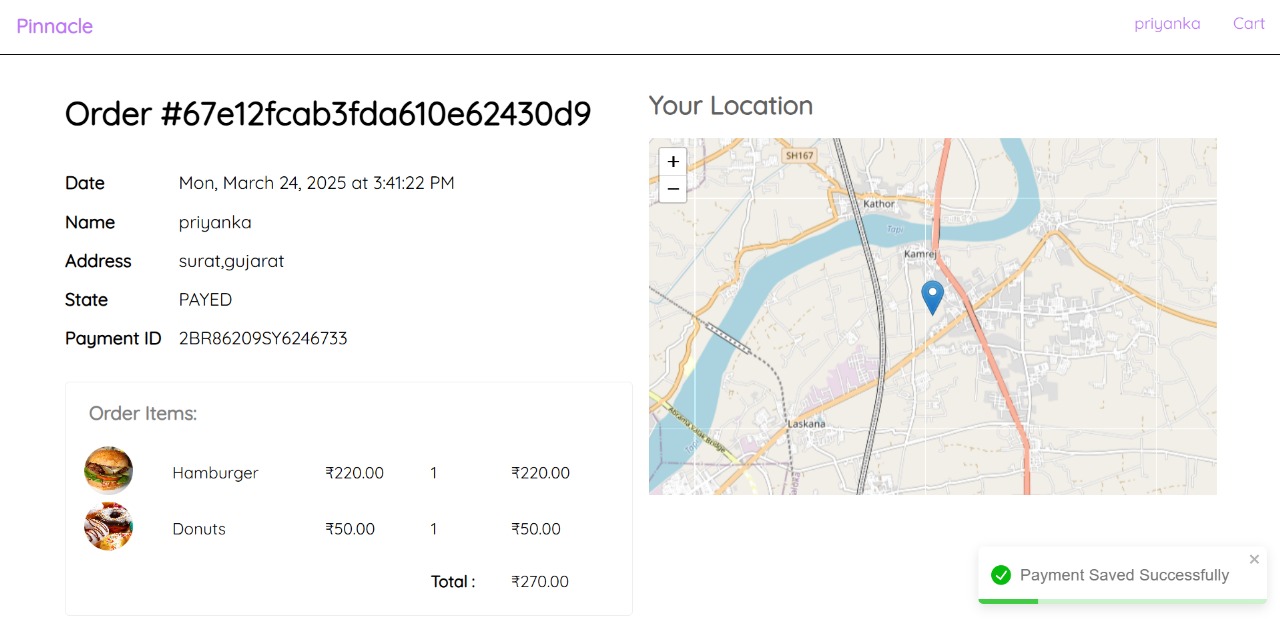 Pinnacle
priyanka Cart
Order #67e12fcab3fda610e62430d9
Date Mon, March 24, 2025 at 3:41:22 PM
Name priyanka
Address surat,gujarat
State PAYED
Payment ID 2BR86209SY6246733
Order Items:
Hamburger ₹220.00 1 ₹220.00
Donuts ₹50.00 1 ₹50.00
Total : ₹270.00
Your Location
+
−
SH167
Kathor
Tapi
Kamrej
Laskana
Bridge
Payment Saved Successfully
×